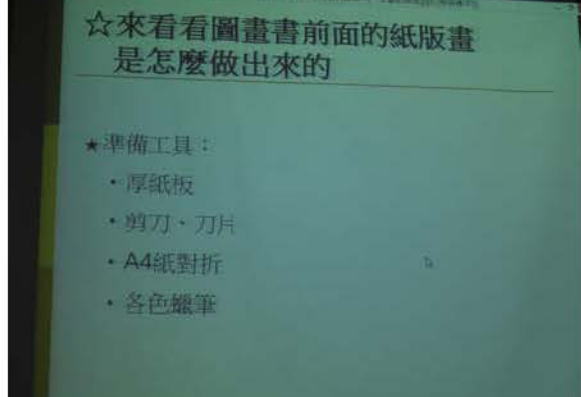 ☆來看看圖畫書前面的紙版畫
是怎麼做出來的
★準備工具：
・厚紙板
・剪刀、刀片
・A4紙對折
・各色蠟筆